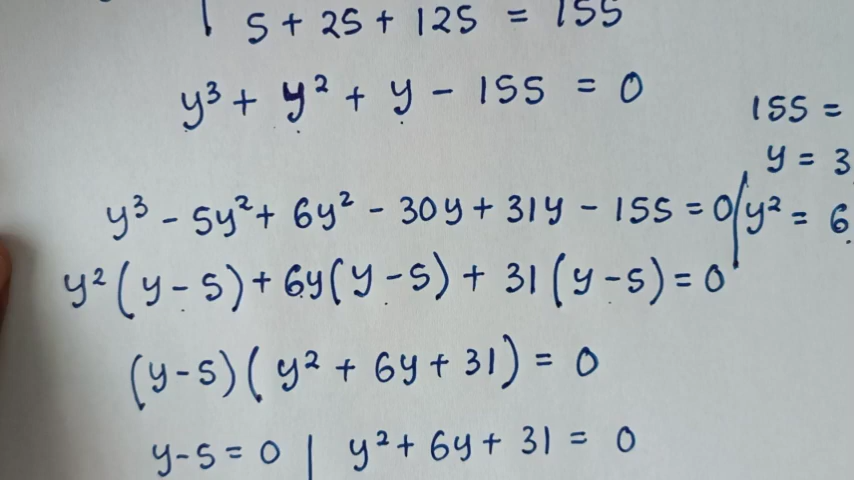 5 + 25 + 125 = 155
y³ + y² + y - 155 = 0
155 =
y = 3
y³ - 5y² + 6y² - 30y + 31y - 155 = 0
y² = 6
y²(y - 5) + 6y(y - 5) + 31(y - 5) = 0
(y - 5)(y² + 6y + 31) = 0
y - 5 = 0 | y² + 6y + 31 = 0